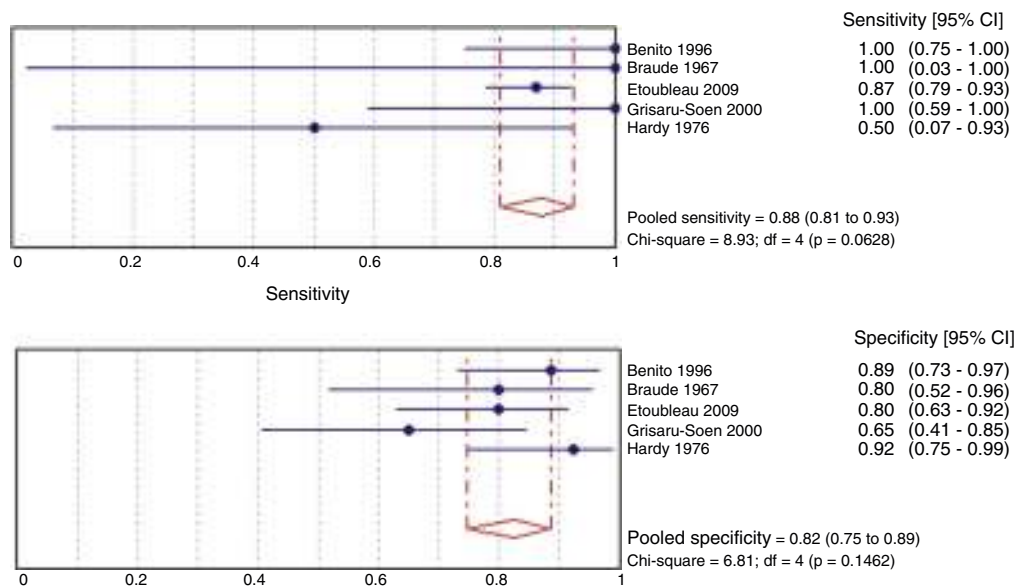 Sensitivity [95% CI]
Benito 1996 1.00 (0.75 - 1.00)
Braude 1967 1.00 (0.03 - 1.00)
Etoubleau 2009 0.87 (0.79 - 0.93)
Grisaru-Soen 2000 1.00 (0.59 - 1.00)
Hardy 1976 0.50 (0.07 - 0.93)
Pooled sensitivity = 0.88 (0.81 to 0.93)
Chi-square = 8.93; df = 4 (p = 0.0628)
0 0.2 0.4 0.6 0.8 1
Sensitivity
Specificity [95% CI]
Benito 1996 0.89 (0.73 - 0.97)
Braude 1967 0.80 (0.52 - 0.96)
Etoubleau 2009 0.80 (0.63 - 0.92)
Grisaru-Soen 2000 0.65 (0.41 - 0.85)
Hardy 1976 0.92 (0.75 - 0.99)
Pooled specificity = 0.82 (0.75 to 0.89)
Chi-square = 6.81; df = 4 (p = 0.1462)
0 0.2 0.4 0.6 0.8 1